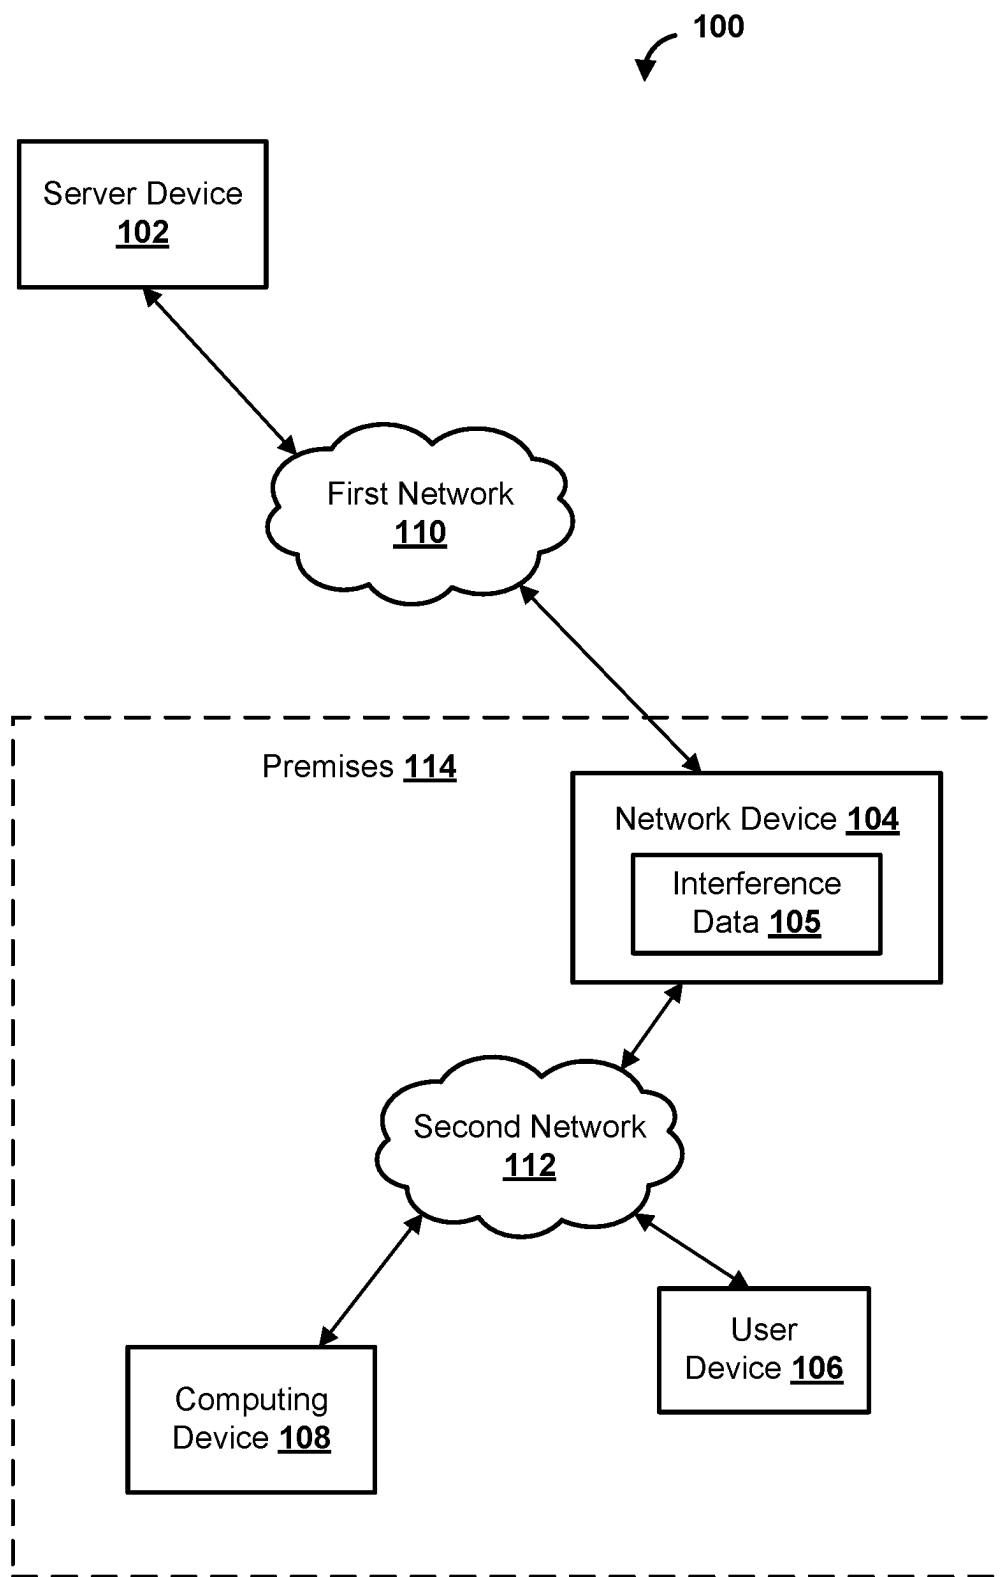 100
Server Device
102
First Network
110
Premises 114
Network Device 104
Interference
Data 105
Second Network
112
User
Device 106
Computing
Device 108